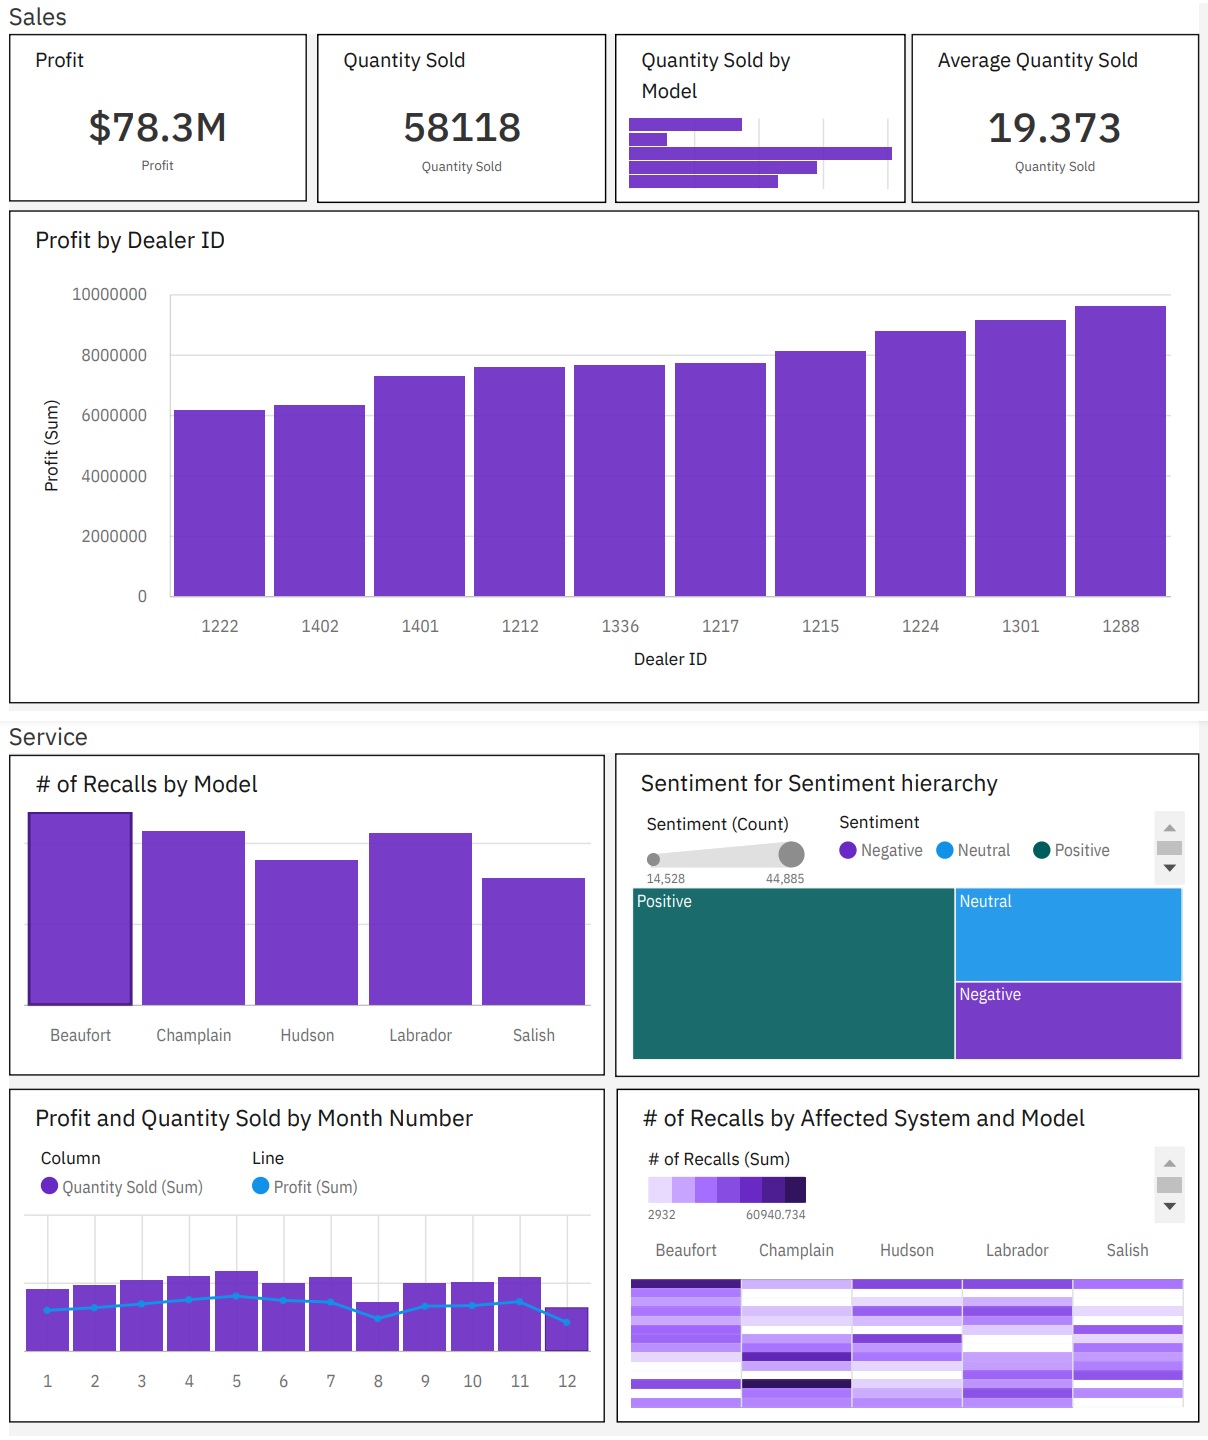 Sales
Profit
$78.3M
Profit
Quantity Sold
58118
Quantity Sold
Quantity Sold by
Model
Average Quantity Sold
19.373
Quantity Sold
Profit by Dealer ID
Profit (Sum)
10000000
8000000
6000000
4000000
2000000
0
1222 1402 1401 1212 1336 1217 1215 1224 1301 1288
Dealer ID
Service
# of Recalls by Model
Beaufort Champlain Hudson Labrador Salish
Sentiment for Sentiment hierarchy
Sentiment (Count)
14,528 44,885
Sentiment
Negative Neutral Positive
Positive
Neutral
Negative
Profit and Quantity Sold by Month Number
Column Line
Quantity Sold (Sum) Profit (Sum)
1 2 3 4 5 6 7 8 9 10 11 12
# of Recalls by Affected System and Model
# of Recalls (Sum)
2932 60940.734
Beaufort Champlain Hudson Labrador Salish